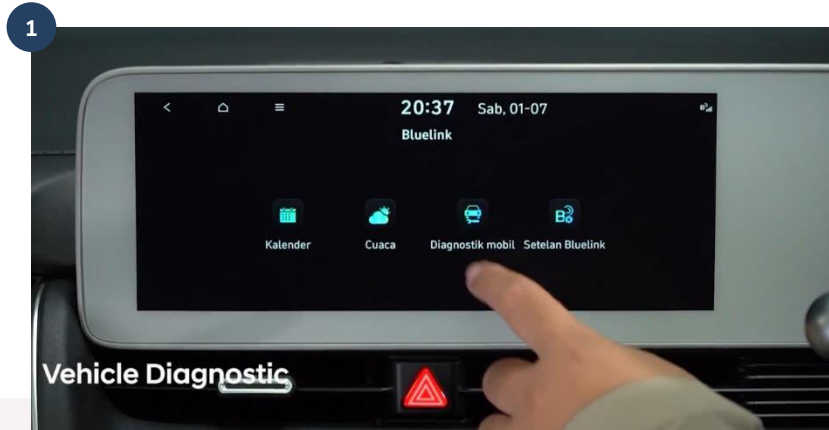 1
20:37 Sab, 01-07
Bluelink
Kalender Cuaca Diagnostik mobil Setelan Bluelink
Vehicle Diagnostic